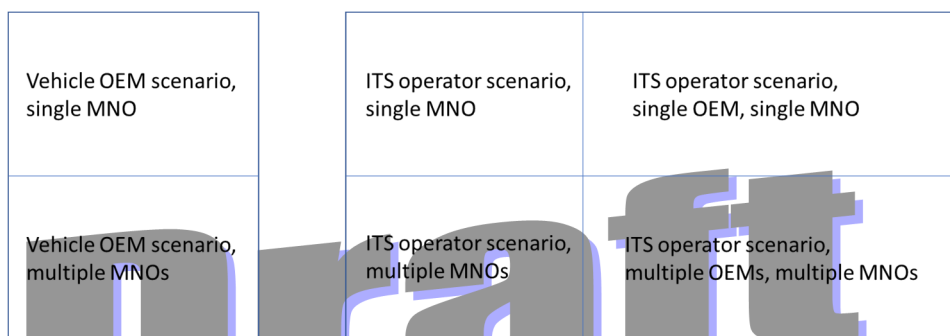 Vehicle OEM scenario,
single MNO
ITS operator scenario,
single MNO
ITS operator scenario,
single OEM, single MNO
Vehicle OEM scenario,
multiple MNOs
ITS operator scenario,
multiple MNOs
ITS operator scenario,
multiple OEMs, multiple MNOs
Draft